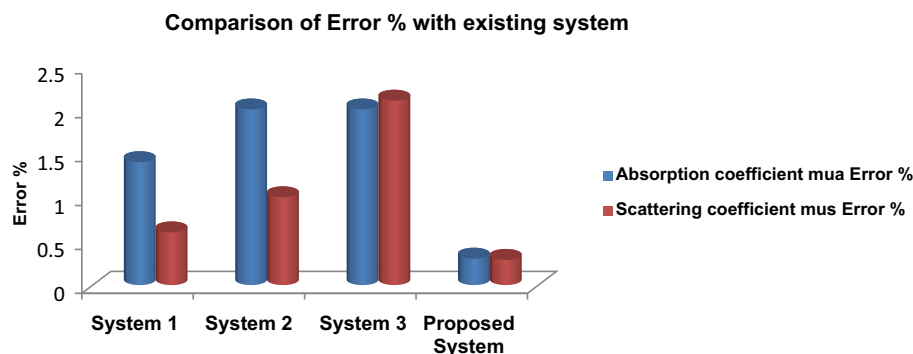 Comparison of Error % with existing system
2.5
2
1.5
1
0.5
0
Error %
System 1
System 2
System 3
Proposed
System
Absorption coefficient mua Error %
Scattering coefficient mus Error %